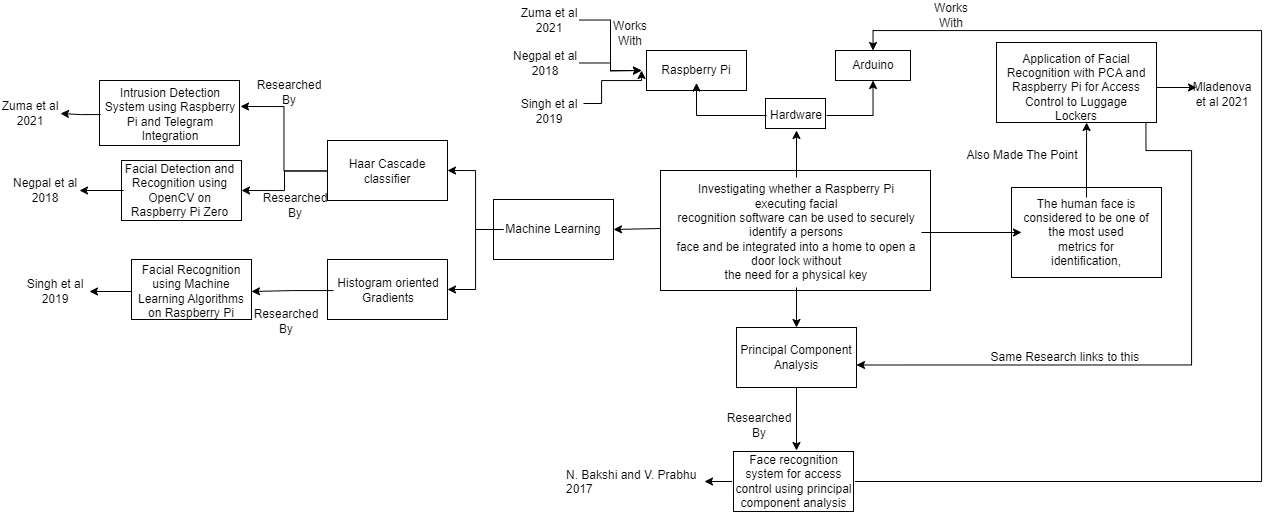 Works
With
Zuma et al
2021
Works
With
Negpal et al
2018
Singh et al
2019
Raspberry Pi
Arduino
Hardware
Application of Facial
Recognition with PCA and
Raspberry Pi for Access
Control to Luggage
Lockers
Mladenova
et al 2021
Also Made The Point
The human face is
considered to be one of
the most used
metrics for
identification,
Zuma et al
2021
Intrusion Detection
System using Raspberry
Pi and Telegram
Integration
Researched
By
Negpal et al
2018
Facial Detection and
Recognition using
OpenCV on
Raspberry Pi Zero
Researched
By
Haar Cascade
classifier
Machine Learning
Investigating whether a Raspberry Pi
executing facial
recognition software can be used to securely
identify a persons
face and be integrated into a home to open a
door lock without
the need for a physical key
Singh et al
2019
Facial Recognition
using Machine
Learning Algorithms
on Raspberry Pi
Researched
By
Histogram oriented
Gradients
Principal Component
Analysis
Same Research links to this
Researched
By
N. Bakshi and V. Prabhu
2017
Face recognition
system for access
control using principal
component analysis